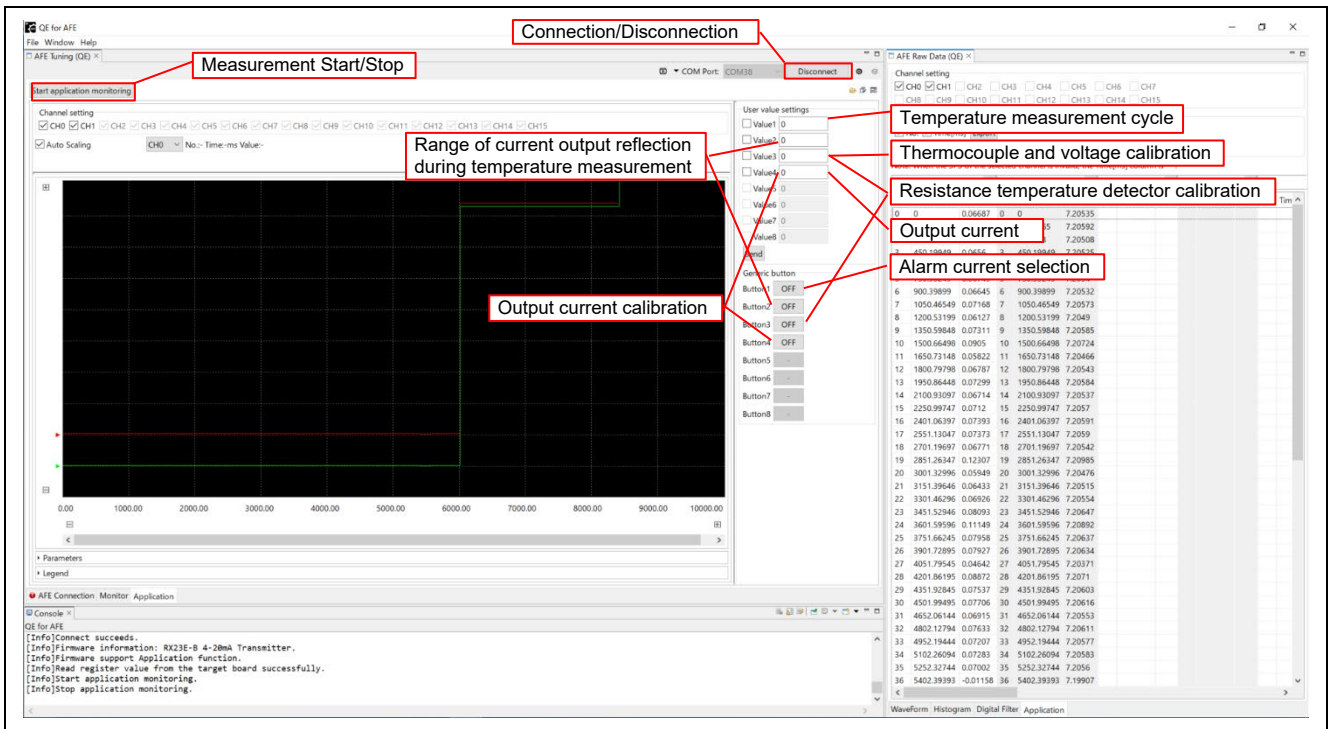 QE for AFE
File Window Help
AFE Tuning (QE) ×
Connection/Disconnection
Measurement Start/Stop
COM Port: COM38 Disconnect
Start application monitoring
Channel setting
CH0 CH1 CH2 CH3 CH4 CH5 CH6 CH7 CH8 CH9 CH10 CH11 CH12 CH13 CH14 CH15
Auto Scaling CH0 No.:- Time:-ms Value:-
Range of current output reflection
during temperature measurement
Output current calibration
0.00 1000.00 2000.00 3000.00 4000.00 5000.00 6000.00 7000.00 8000.00 9000.00 10000.00
Parameters
Legend
AFE Connection Monitor Application
User value settings
Value1 0
Value2 0
Value3 0
Value4 0
Value5 0
Value6 0
Value7 0
Value8 0
Generic button
Button1 OFF
Button2 OFF
Button3 OFF
Button4 OFF
Button5 -
Button6 -
Button7 -
Button8 -
Temperature measurement cycle
Thermocouple and voltage calibration
Resistance temperature detector calibration
Output current
Alarm current selection
Console ×
QE for AFE
[Info]Connect succeeds.
[Info]Firmware information: RX23E-B 4-20mA Transmitter.
[Info]Firmware support Application function.
[Info]Read register value from the target board successfully.
[Info]Start application monitoring.
[Info]Stop application monitoring.
AFE Raw Data (QE) ×
Channel setting
CH0 CH1 CH2 CH3 CH4 CH5 CH6 CH7
CH8 CH9 CH10 CH11 CH12 CH13 CH14 CH15
Tim
0 0 0.06687 0 0 7.20535
7.20592
7.20508
6 900.39899 0.06645 6 900.39899 7.20532
7 1050.46549 0.07168 7 1050.46549 7.20573
8 1200.53199 0.06127 8 1200.53199 7.2049
9 1350.59848 0.07311 9 1350.59848 7.20585
10 1500.66498 0.0905 10 1500.66498 7.20724
11 1650.73148 0.05822 11 1650.73148 7.20466
12 1800.79798 0.06787 12 1800.79798 7.20543
13 1950.86448 0.07299 13 1950.86448 7.20584
14 2100.93097 0.06714 14 2100.93097 7.20537
15 2250.99747 0.0712 15 2250.99747 7.2057
16 2401.06397 0.07393 16 2401.06397 7.20591
17 2551.13047 0.07373 17 2551.13047 7.2059
18 2701.19697 0.06771 18 2701.19697 7.20542
19 2851.26347 0.12307 19 2851.26347 7.20985
20 3001.32996 0.05949 20 3001.32996 7.20476
21 3151.39646 0.06433 21 3151.39646 7.20515
22 3301.46296 0.06926 22 3301.46296 7.20554
23 3451.52946 0.08093 23 3451.52946 7.20647
24 3601.59596 0.11149 24 3601.59596 7.20892
25 3751.66245 0.07958 25 3751.66245 7.20637
26 3901.72895 0.07927 26 3901.72895 7.20634
27 4051.79545 0.04642 27 4051.79545 7.20371
28 4201.86195 0.08872 28 4201.86195 7.2071
29 4351.92845 0.07537 29 4351.92845 7.20603
30 4501.99495 0.07706 30 4501.99495 7.20616
31 4652.06144 0.06915 31 4652.06144 7.20553
32 4802.12794 0.07633 32 4802.12794 7.20611
33 4952.19444 0.07207 33 4952.19444 7.20577
34 5102.26094 0.07283 34 5102.26094 7.20583
35 5252.32744 0.07002 35 5252.32744 7.2056
36 5402.39393 -0.01158 36 5402.39393 7.19907
WaveForm Histogram Digital Filter Application